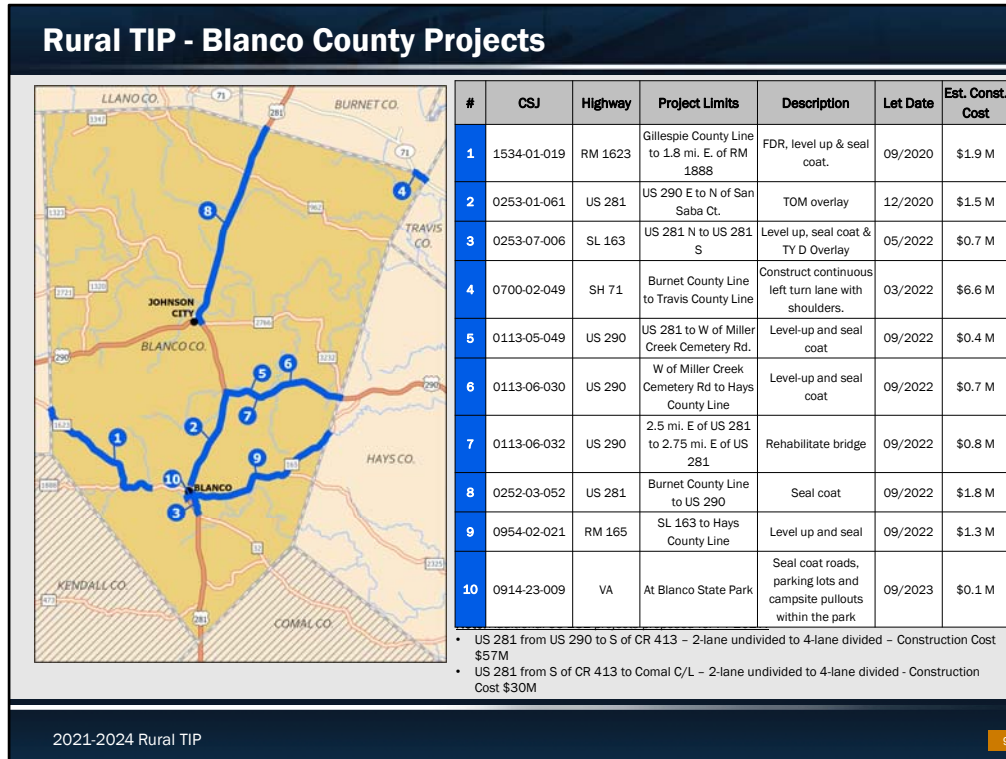 Rural TIP - Blanco County Projects
LLANO CO.
71
281
BURNET CO.
3347
71
4
1323
8
962
TRAVIS
CO.
1320
2721
JOHNSON
CITY
2766
290
BLANCO CO.
3232
5
6
290
7
1623
1
2
9
HAYS CO.
165
1888
10
BLANCO
3
32
2325
KENDALL CO.
473
281
COMAL CO.
# CSJ Highway Project Limits Description Let Date Est. Const. Cost
1 1534-01-019 RM 1623 Gillespie County Line to 1.8 mi. E. of RM 1888 FDR, level up & seal coat. 09/2020 $1.9 M
2 0253-01-061 US 281 US 290 E to N of San Saba Ct. TOM overlay 12/2020 $1.5 M
3 0253-07-006 SL 163 US 281 N to US 281 S Level up, seal coat & TY D Overlay 05/2022 $0.7 M
4 0700-02-049 SH 71 Burnet County Line to Travis County Line Construct continuous left turn lane with shoulders. 03/2022 $6.6 M
5 0113-05-049 US 290 US 281 to W of Miller Creek Cemetery Rd. Level-up and seal coat 09/2022 $0.4 M
6 0113-06-030 US 290 W of Miller Creek Cemetery Rd to Hays County Line Level-up and seal coat 09/2022 $0.7 M
7 0113-06-032 US 290 2.5 mi. E of US 281 to 2.75 mi. E of US 281 Rehabilitate bridge 09/2022 $0.8 M
8 0252-03-052 US 281 Burnet County Line to US 290 Seal coat 09/2022 $1.8 M
9 0954-02-021 RM 165 SL 163 to Hays County Line Level up and seal 09/2022 $1.3 M
10 0914-23-009 VA At Blanco State Park Seal coat roads, parking lots and campsite pullouts within the park 09/2023 $0.1 M
• US 281 from US 290 to S of CR 413 – 2-lane undivided to 4-lane divided – Construction Cost
$57M
• US 281 from S of CR 413 to Comal C/L – 2-lane undivided to 4-lane divided - Construction
Cost $30M
2021-2024 Rural TIP
9